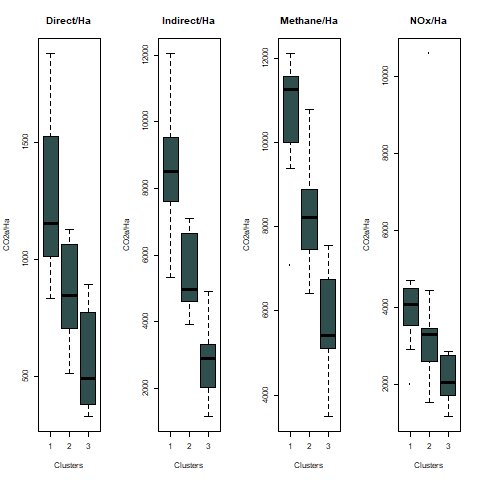 Direct/Ha
Indirect/Ha
Methane/Ha
NOx/Ha
CO2e/Ha
500
1000
1500
1
2
3
Clusters
CO2e/Ha
2000
4000
6000
8000
10000
12000
1
2
3
Clusters
CO2e/Ha
4000
6000
8000
10000
12000
1
2
3
Clusters
CO2e/Ha
2000
4000
6000
8000
10000
1
2
3
Clusters